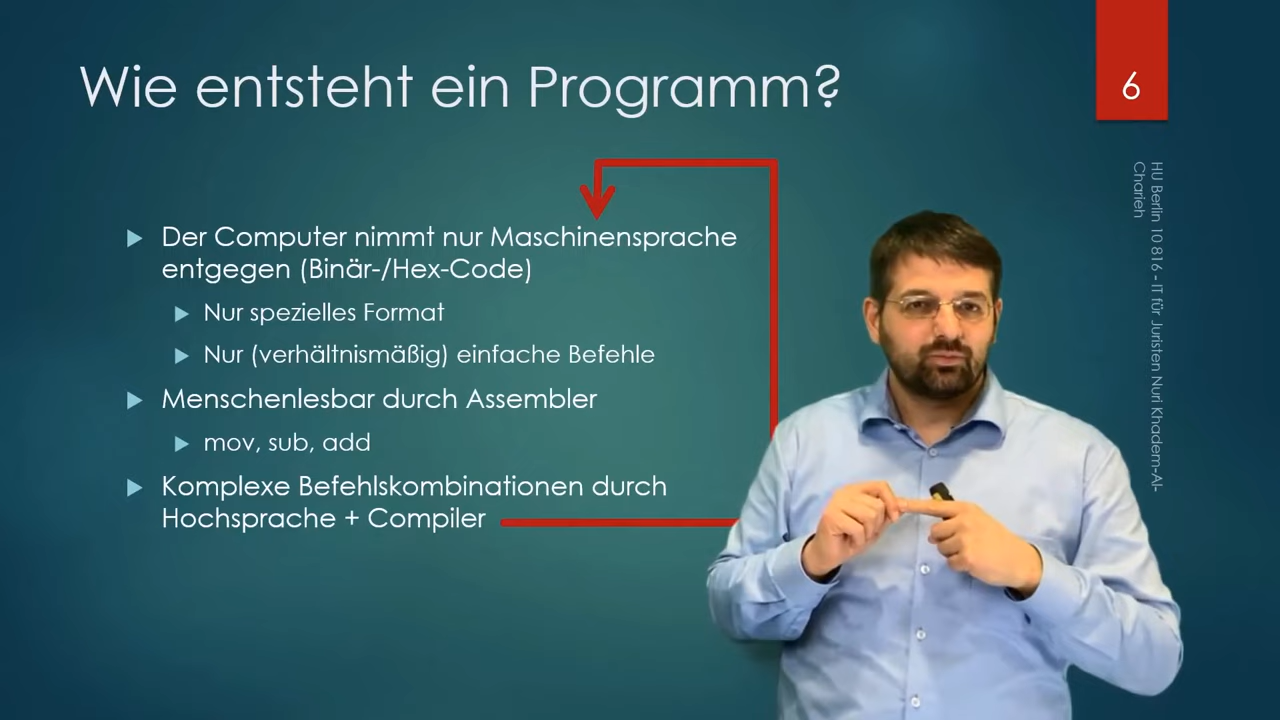 Wie entsteht ein Programm?
6
Der Computer nimmt nur Maschinensprache
entgegen (Binär-/Hex-Code)
Nur spezielles Format
Nur (verhältnismäßig) einfache Befehle
Menschenlesbar durch Assembler
mov, sub, add
Komplexe Befehlskombinationen durch
Hochsprache + Compiler
HU Berlin 10 816 - IT für Juristen Nuri Khadem-Al-
Charieh